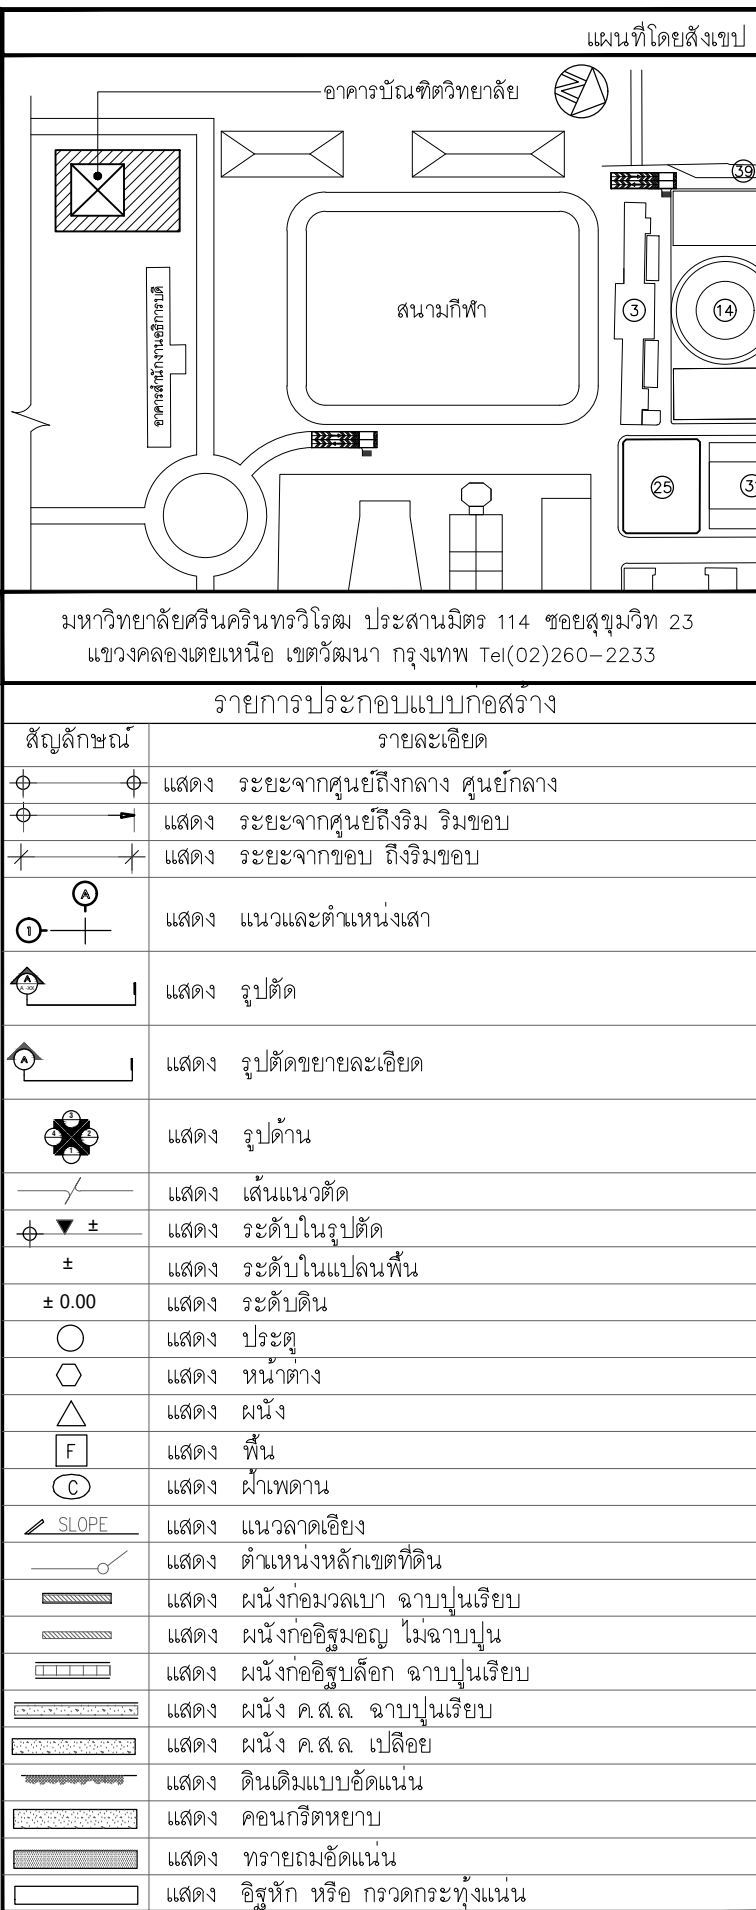 แผนที่โดยสังเขป
อาคารบัณฑิตวิทยาลัย
N
39
อาคารสำนักงานอธิการบดี
สนามกีฬา
3
14
25
มหาวิทยาลัยศรีนครินทรวิโรฒ ประสานมิตร 114 ซอยสุขุมวิท 23
แขวงคลองเตยเหนือ เขตวัฒนา กรุงเทพ Tel(02)260-2233
รายการประกอบแบบก่อสร้าง
สัญลักษณ์ รายละเอียด
แสดง ระยะจากศูนย์ถึงกลาง ศูนย์กลาง
แสดง ระยะจากศูนย์ถึงริม ริมขอบ
แสดง ระยะจากขอบ ถึงริมขอบ
A
1
แสดง แนวและตำแหน่งเสา
A
A-XX
แสดง รูปตัด
A
แสดง รูปตัดขยายละเอียด
3
4 2
1
แสดง รูปด้าน
แสดง เส้นแนวตัด
± แสดง ระดับในรูปตัด
± แสดง ระดับในแปลนพื้น
± 0.00 แสดง ระดับดิน
แสดง ประตู
แสดง หน้าต่าง
แสดง ผนัง
F แสดง พื้น
C แสดง ฝ้าเพดาน
SLOPE แสดง แนวลาดเอียง
แสดง ตำแหน่งหลักเขตที่ดิน
แสดง ผนังก่อมวลเบา ฉาบปูนเรียบ
แสดง ผนังก่ออิฐมอญ ไม่ฉาบปูน
แสดง ผนังก่ออิฐบล็อก ฉาบปูนเรียบ
แสดง ผนัง ค.ส.ล. ฉาบปูนเรียบ
แสดง ผนัง ค.ส.ล. เปลือย
แสดง ดินเดิมแบบอัดแน่น
แสดง คอนกรีตหยาบ
แสดง ทรายถมอัดแน่น
แสดง อิฐหัก หรือ กรวดกระทุ้งแน่น